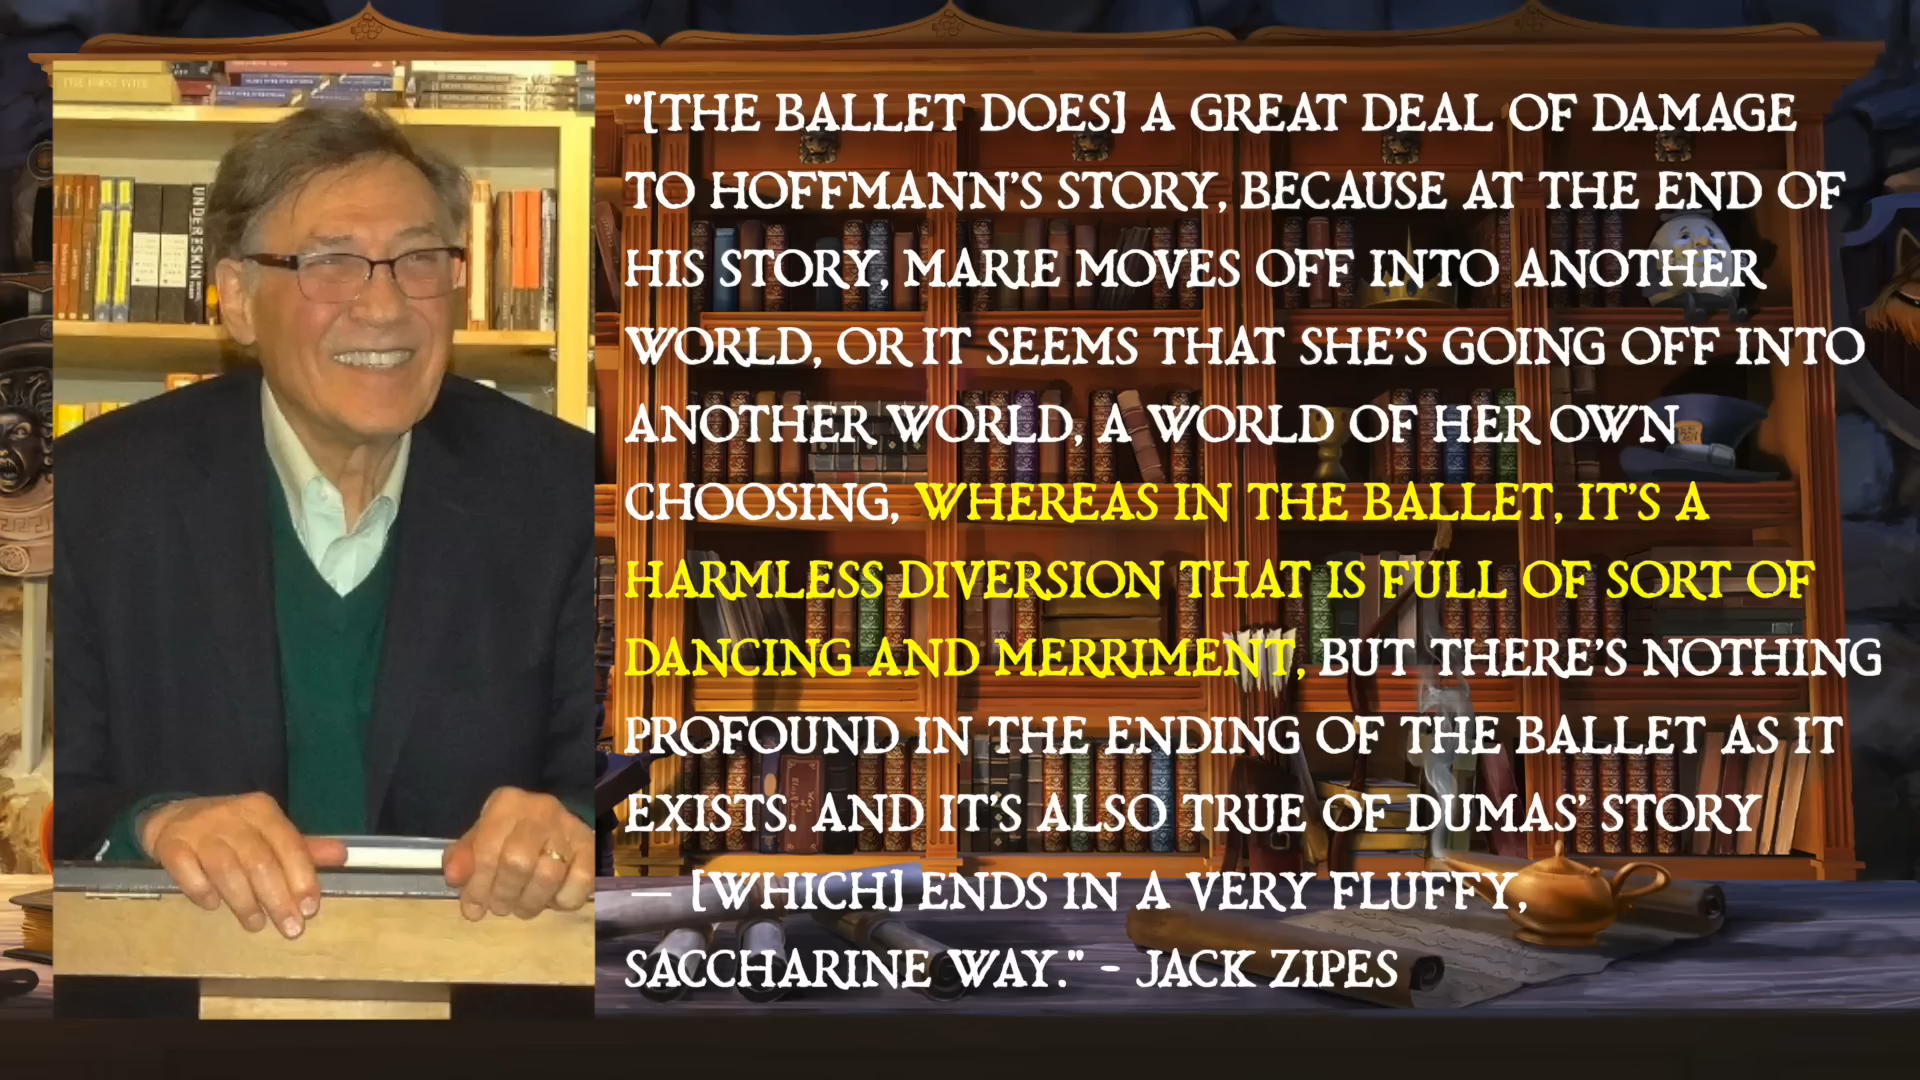 THE FIRST WIFE
UNDERESKIN
"[THE BALLET DOES] A GREAT DEAL OF DAMAGE
TO HOFFMANN'S STORY, BECAUSE AT THE END OF
HIS STORY, MARIE MOVES OFF INTO ANOTHER
WORLD, OR IT SEEMS THAT SHE'S GOING OFF INTO
ANOTHER WORLD, A WORLD OF HER OWN
CHOOSING, WHEREAS IN THE BALLET, IT'S A
HARMLESS DIVERSION THAT IS FULL OF SORT OF
DANCING AND MERRIMENT, BUT THERE'S NOTHING
PROFOUND IN THE ENDING OF THE BALLET AS IT
EXISTS. AND IT'S ALSO TRUE OF DUMAS' STORY
— [WHICH] ENDS IN A VERY FLUFFY,
SACCHARINE WAY." - JACK ZIPES